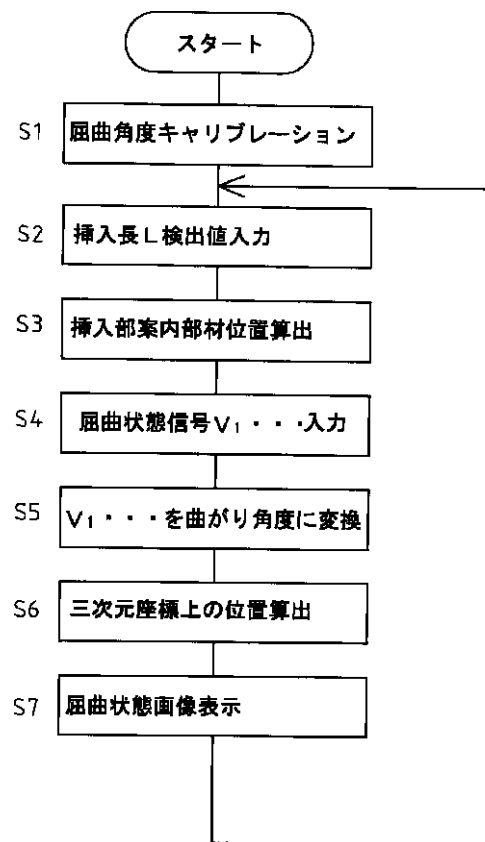 スタート
S1 屈曲角度キャリブレーション
S2 挿入長L検出値入力
S3 挿入部案内部材位置算出
S4 屈曲状態信号V₁・・・入力
S5 V₁・・・を曲がり角度に変換
S6 三次元座標上の位置算出
S7 屈曲状態画像表示